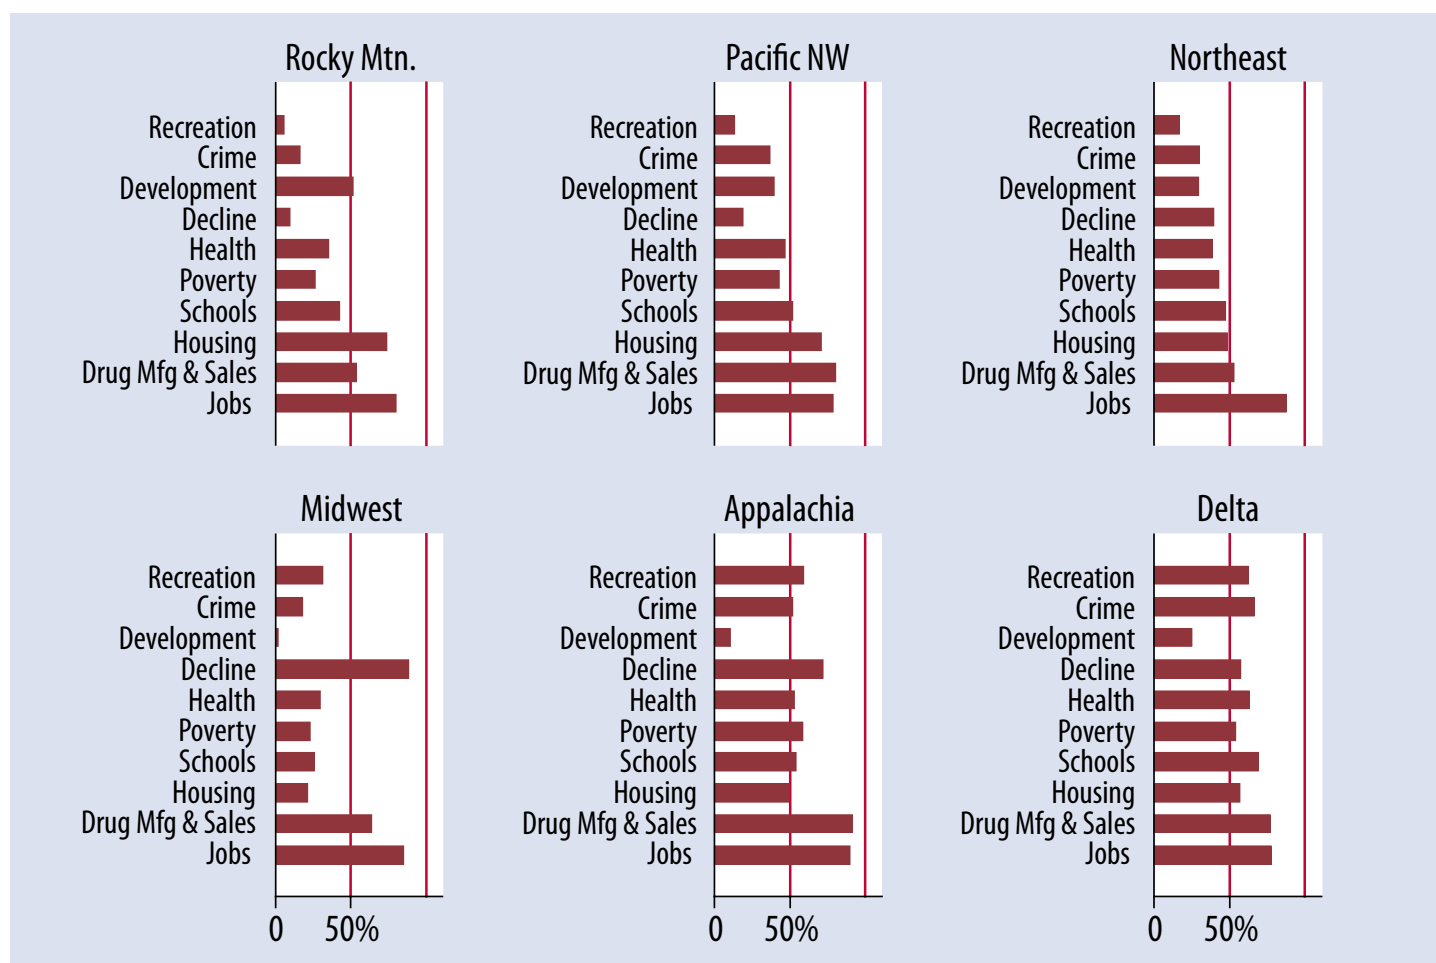 Rocky Mtn.
Recreation
Crime
Development
Decline
Health
Poverty
Schools
Housing
Drug Mfg & Sales
Jobs
Pacific NW
Recreation
Crime
Development
Decline
Health
Poverty
Schools
Housing
Drug Mfg & Sales
Jobs
Northeast
Recreation
Crime
Development
Decline
Health
Poverty
Schools
Housing
Drug Mfg & Sales
Jobs
Midwest
Recreation
Crime
Development
Decline
Health
Poverty
Schools
Housing
Drug Mfg & Sales
Jobs
0 50%
Appalachia
Recreation
Crime
Development
Decline
Health
Poverty
Schools
Housing
Drug Mfg & Sales
Jobs
0 50%
Delta
Recreation
Crime
Development
Decline
Health
Poverty
Schools
Housing
Drug Mfg & Sales
Jobs
0 50%